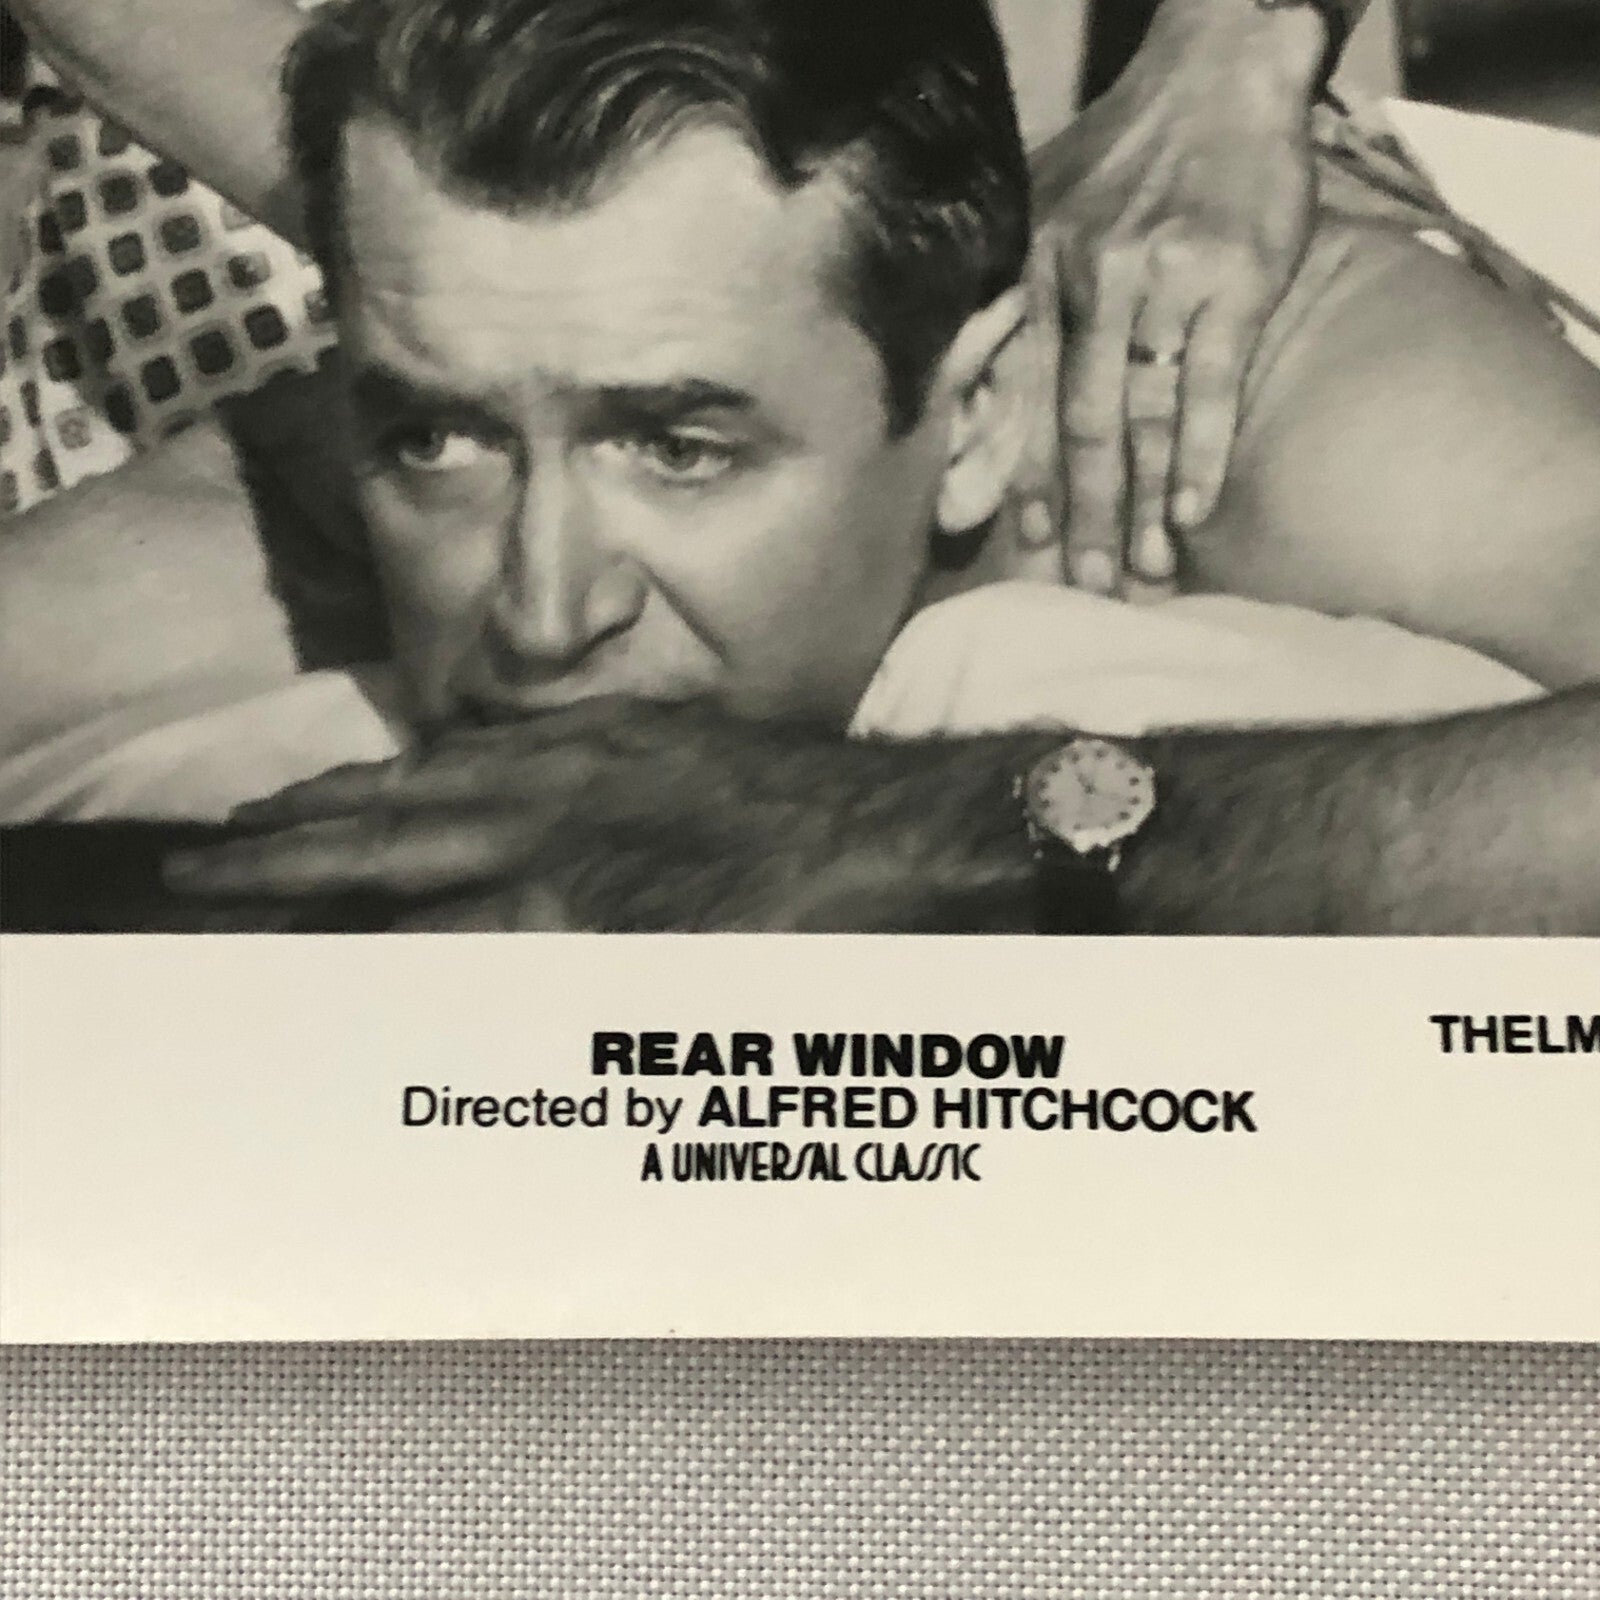 REAR WINDOW
Directed by ALFRED HITCHCOCK
A UNIVERSAL CLASSIC
THELM